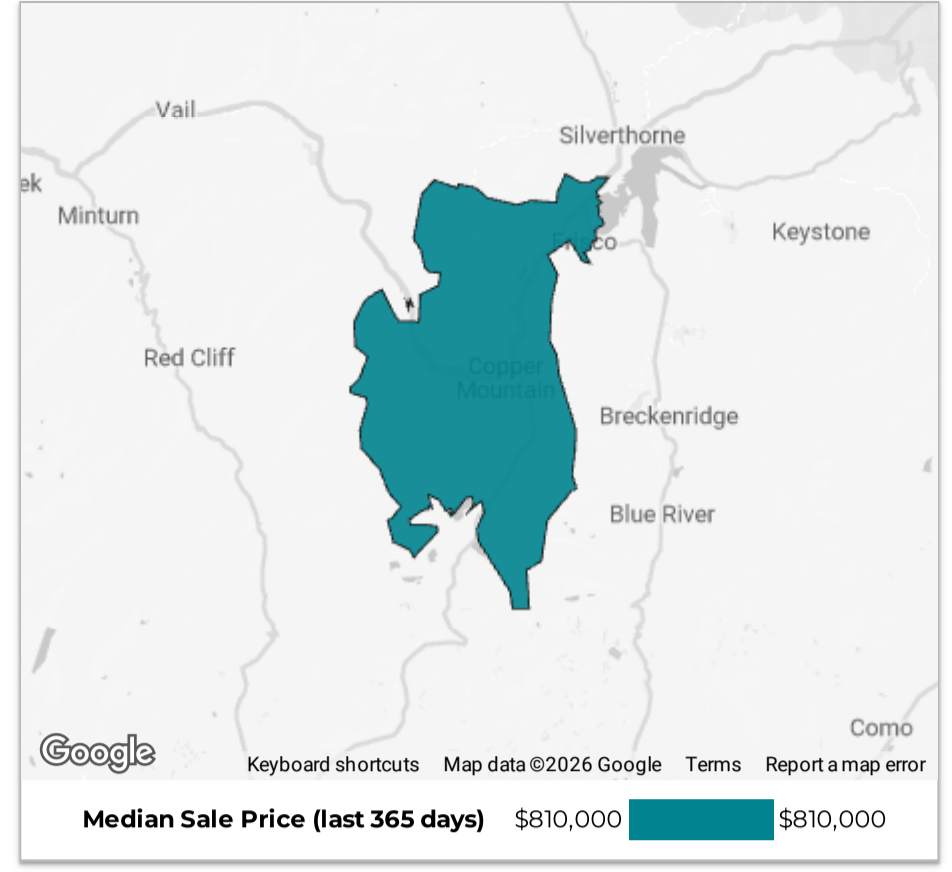 Vail
Silverthorne
ek
Minturn
Keystone
Frisco
Red Cliff
Copper
Mountain
Breckenridge
Blue River
Como
Google
Keyboard shortcuts Map data ©2026 Google Terms Report a map error
Median Sale Price (last 365 days) $810,000 $810,000